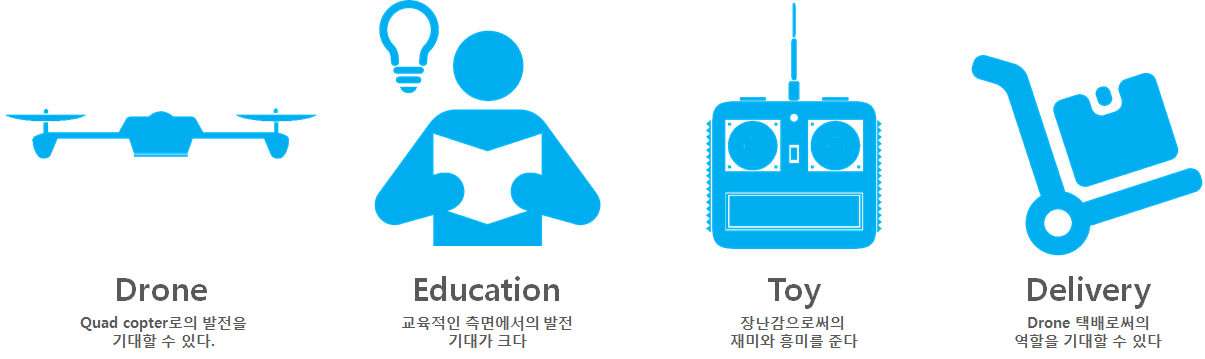 Drone
Quad copter로의 발전을
기대할 수 있다.
Education
교육적인 측면에서의 발전
기대가 크다
Toy
장난감으로써의
재미와 흥미를 준다
Delivery
Drone 택배로써의
역할을 기대할 수 있다